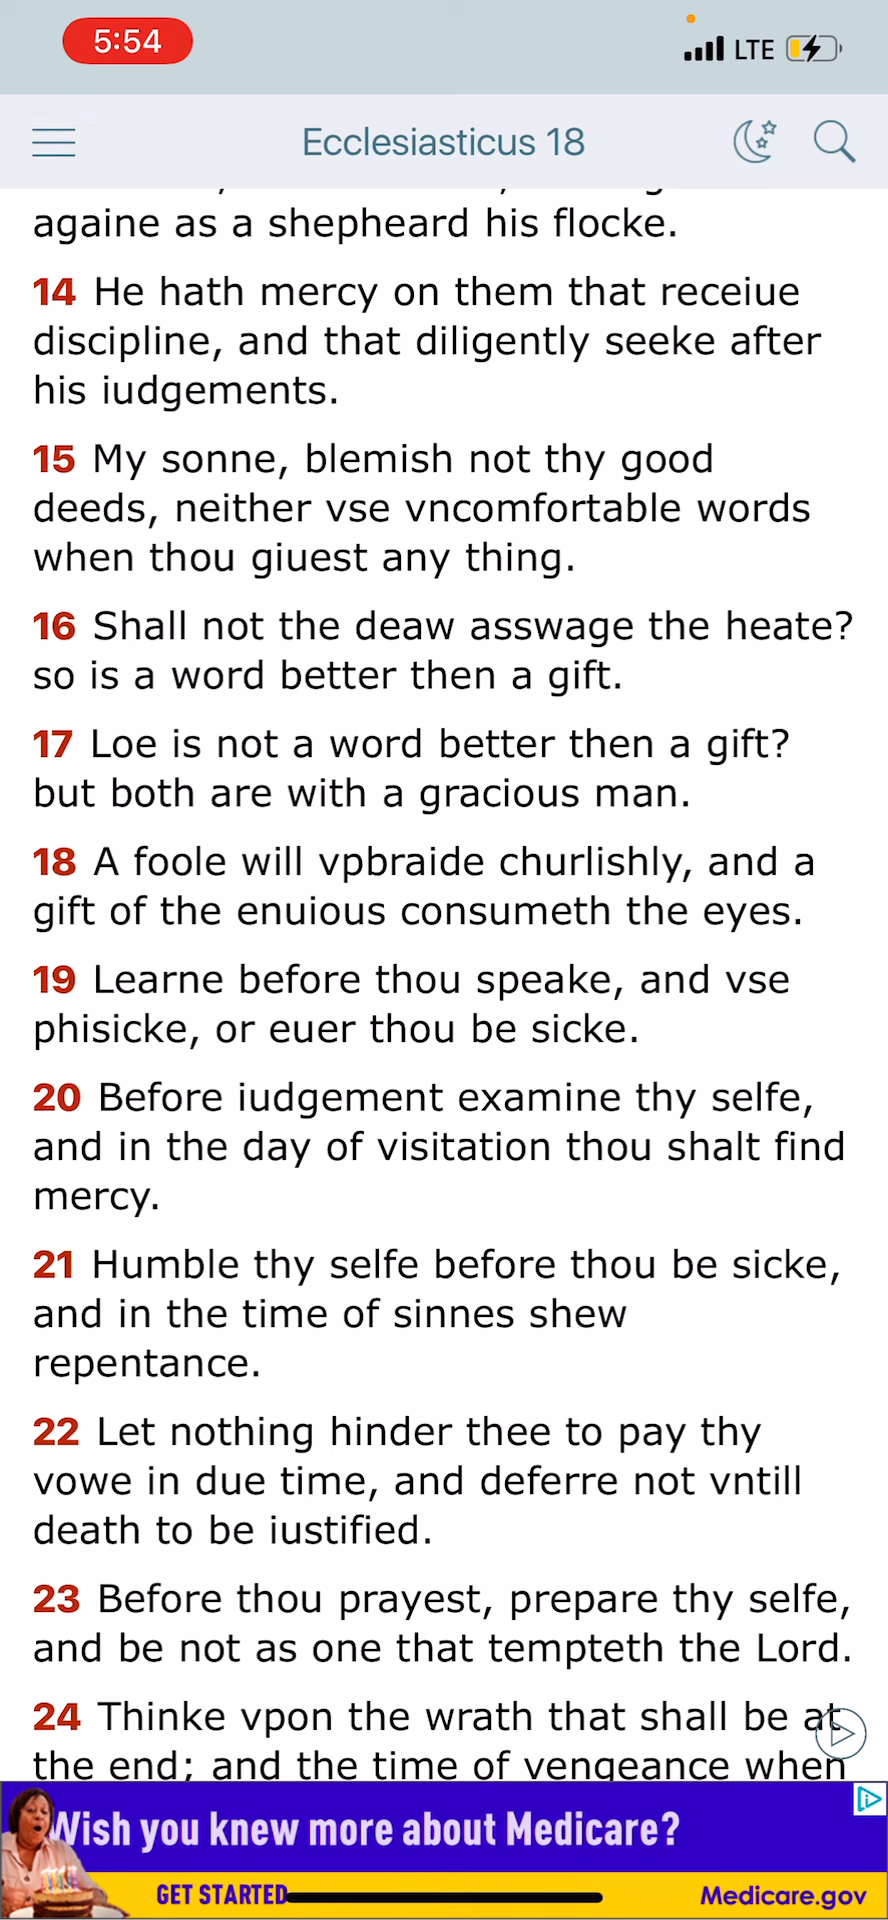 5:54
LTE
Ecclesiasticus 18
againe as a shepheard his flocke.
14 He hath mercy on them that receiue
discipline, and that diligently seeke after
his iudgements.
15 My sonne, blemish not thy good
deeds, neither vse vncomfortable words
when thou giuest any thing.
16 Shall not the deaw asswage the heate?
so is a word better then a gift.
17 Loe is not a word better then a gift?
but both are with a gracious man.
18 A foole will vpbraide churlishly, and a
gift of the enuious consumeth the eyes.
19 Learne before thou speake, and vse
phisicke, or euer thou be sicke.
20 Before iudgement examine thy selfe,
and in the day of visitation thou shalt find
mercy.
21 Humble thy selfe before thou be sicke,
and in the time of sinnes shew
repentance.
22 Let nothing hinder thee to pay thy
vowe in due time, and deferre not vntill
death to be iustified.
23 Before thou prayest, prepare thy selfe,
and be not as one that tempteth the Lord.
24 Thinke vpon the wrath that shall be at
the end; and the time of vengeance when
Wish you knew more about Medicare?
GET STARTED
Medicare.gov